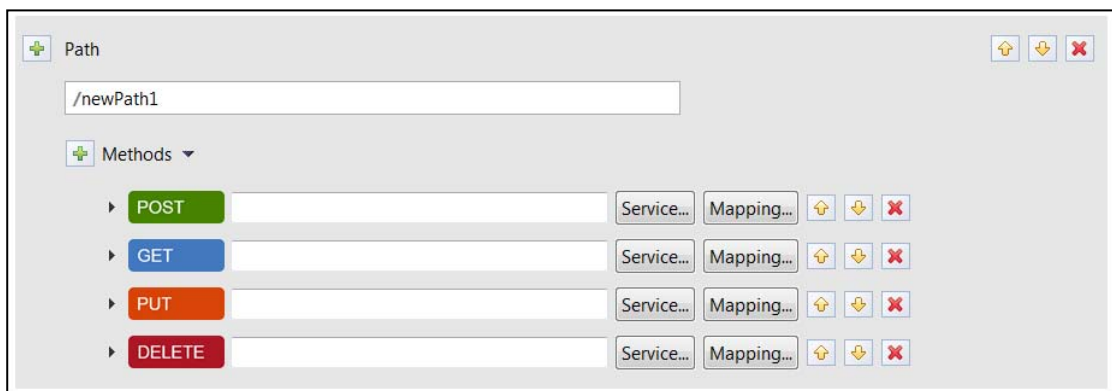 Path
/newPath1
Methods
POST Service... Mapping...
GET Service... Mapping...
PUT Service... Mapping...
DELETE Service... Mapping...